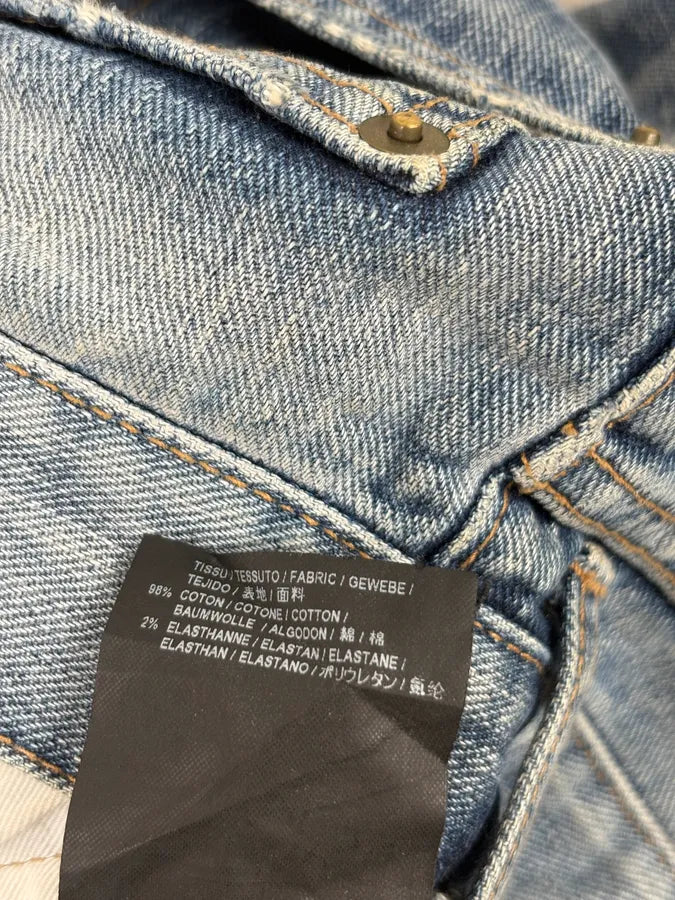 TISSU / TESSUTO / FABRIC / GEWEBE /
TEJIDO / 表地 / 面料
98% COTON / COTONE / COTTON /
BAUMWOLLE / ALGODON / 綿 / 棉
2% ELASTHANNE / ELASTAN / ELASTANE /
ELASTHAN / ELASTANO / ポリウレタン / 氨纶